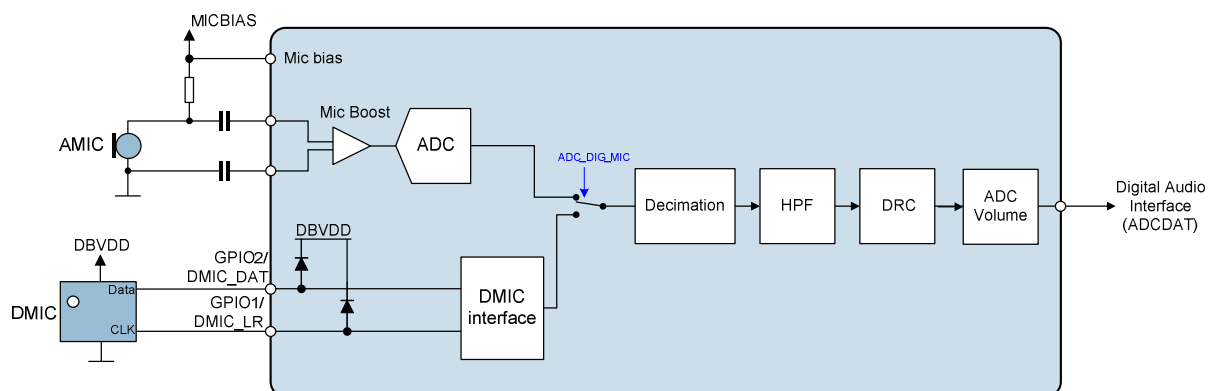 MICBIAS
Mic bias
Mic Boost
AMIC
ADC
ADC_DIG_MIC
Decimation
HPF
DRC
ADC
Volume
Digital Audio
Interface
(ADCDAT)
DBVDD
DBVDD
GPIO2/
DMIC_DAT
GPIO1/
DMIC_LR
DMIC
Data
CLK
DMIC
interface